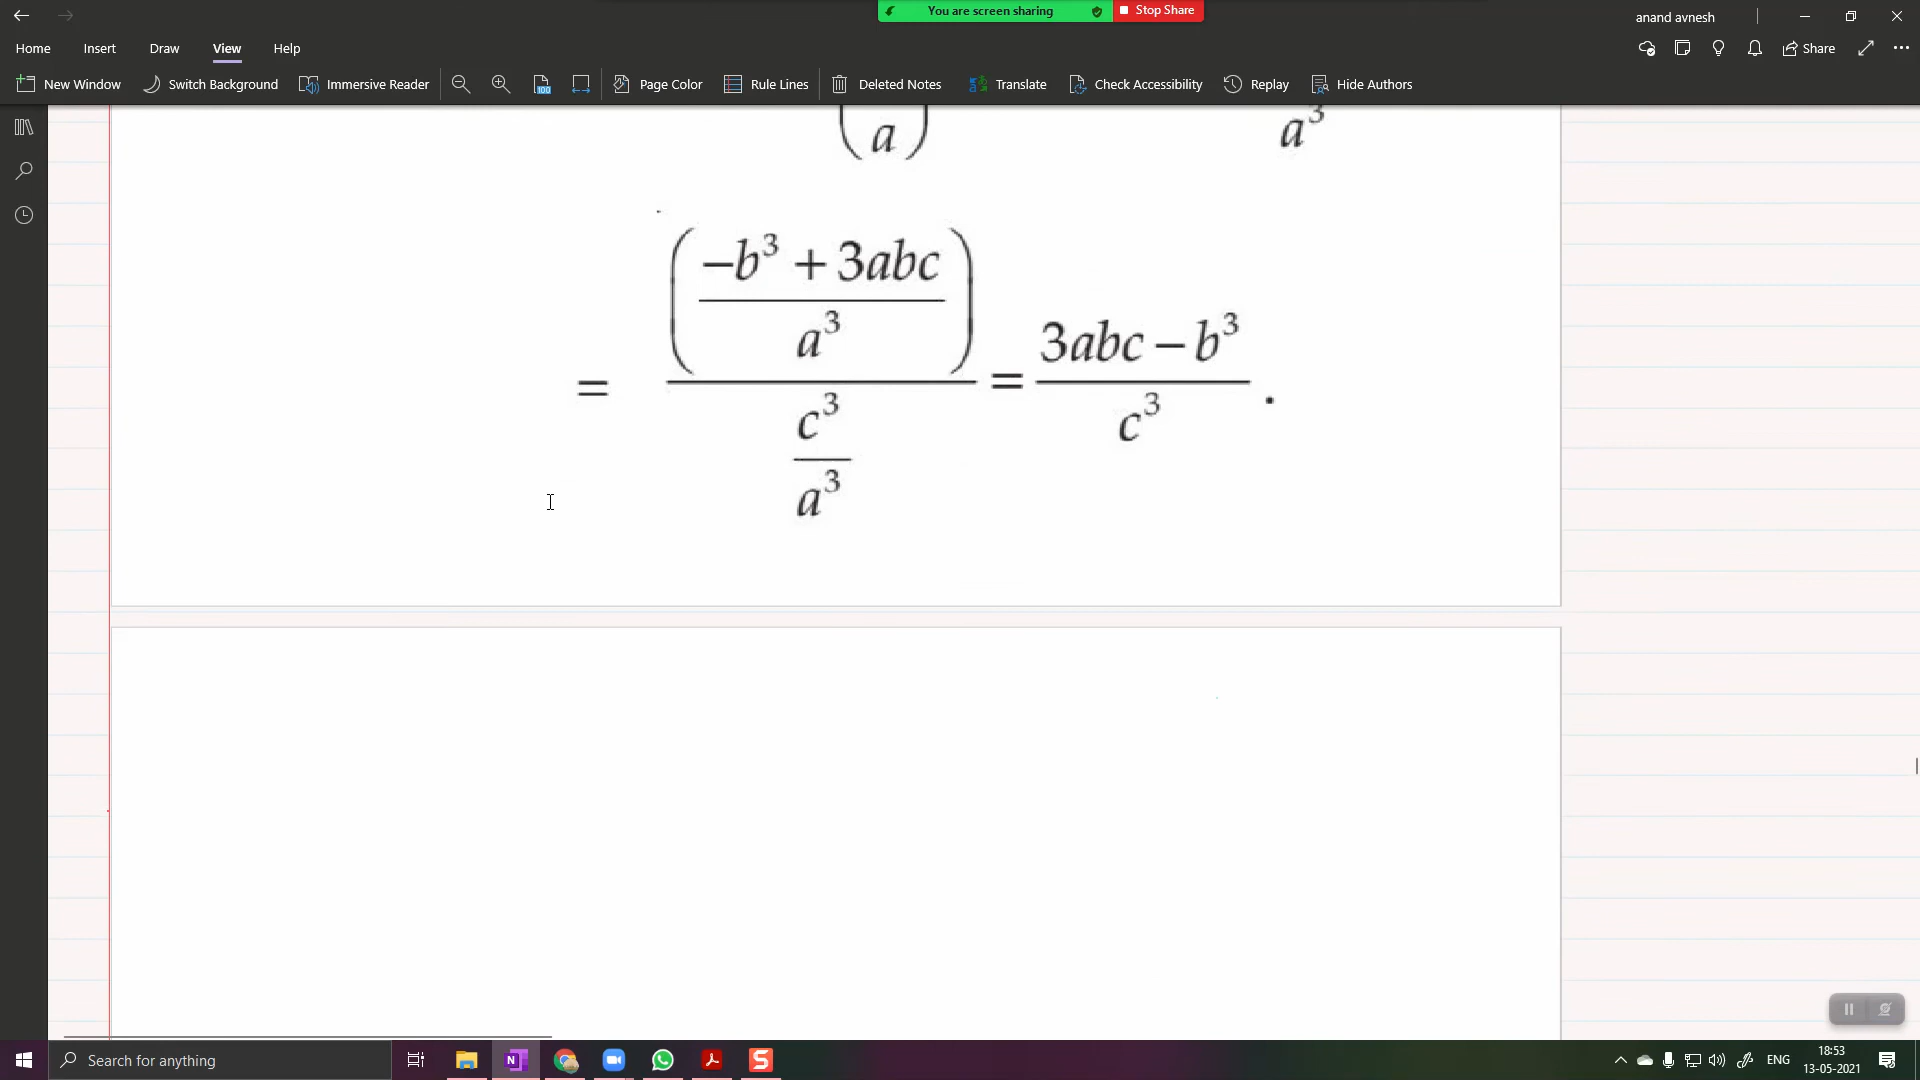 You are screen sharing Stop Share
anand avnesh
Home Insert Draw View Help
Share
New Window Switch Background Immersive Reader Page Color Rule Lines Deleted Notes Translate Check Accessibility Replay Hide Authors
(a) a³
= ((−b³ + 3abc)/a³)/(c³/a³) = (3abc − b³)/c³ .
Search for anything
ENG
18:53
13-05-2021